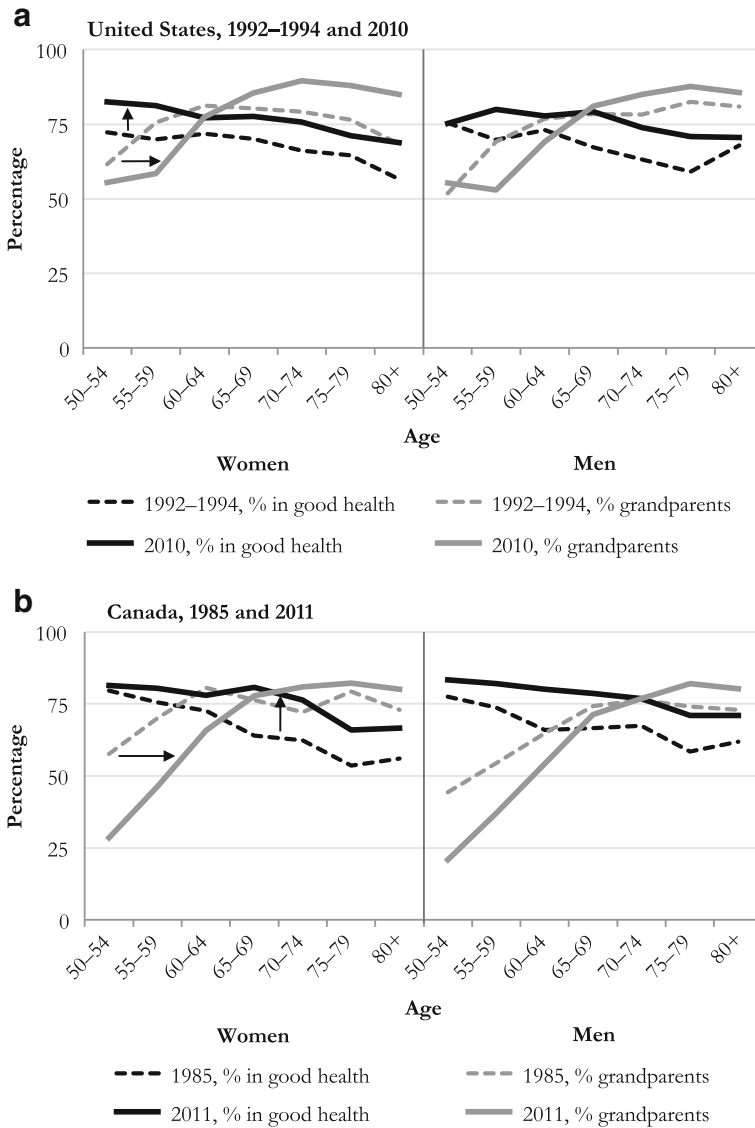 a
United States, 1992–1994 and 2010
100
75
50
25
0
Percentage
50–54 55–59 60–64 65–69 70–74 75–79 80+ 50–54 55–59 60–64 65–69 70–74 75–79 80+
Age
Women Men
1992–1994, % in good health 1992–1994, % grandparents
2010, % in good health 2010, % grandparents
b
Canada, 1985 and 2011
100
75
50
25
0
Percentage
50–54 55–59 60–64 65–69 70–74 75–79 80+ 50–54 55–59 60–64 65–69 70–74 75–79 80+
Age
Women Men
1985, % in good health 1985, % grandparents
2011, % in good health 2011, % grandparents